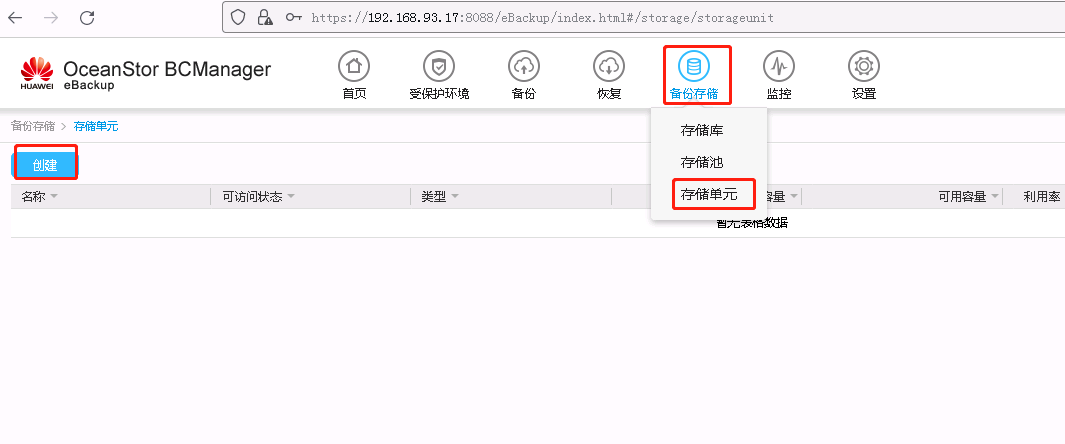 https://192.168.93.17:8088/eBackup/index.html#/storage/storageunit
HUAWEI
OceanStor BCManager
eBackup
首页
受保护环境
备份
恢复
备份存储
监控
设置
备份存储 > 存储单元
存储库
存储池
存储单元
创建
名称
可访问状态
类型
容量
可用容量
利用率
暂无表格数据